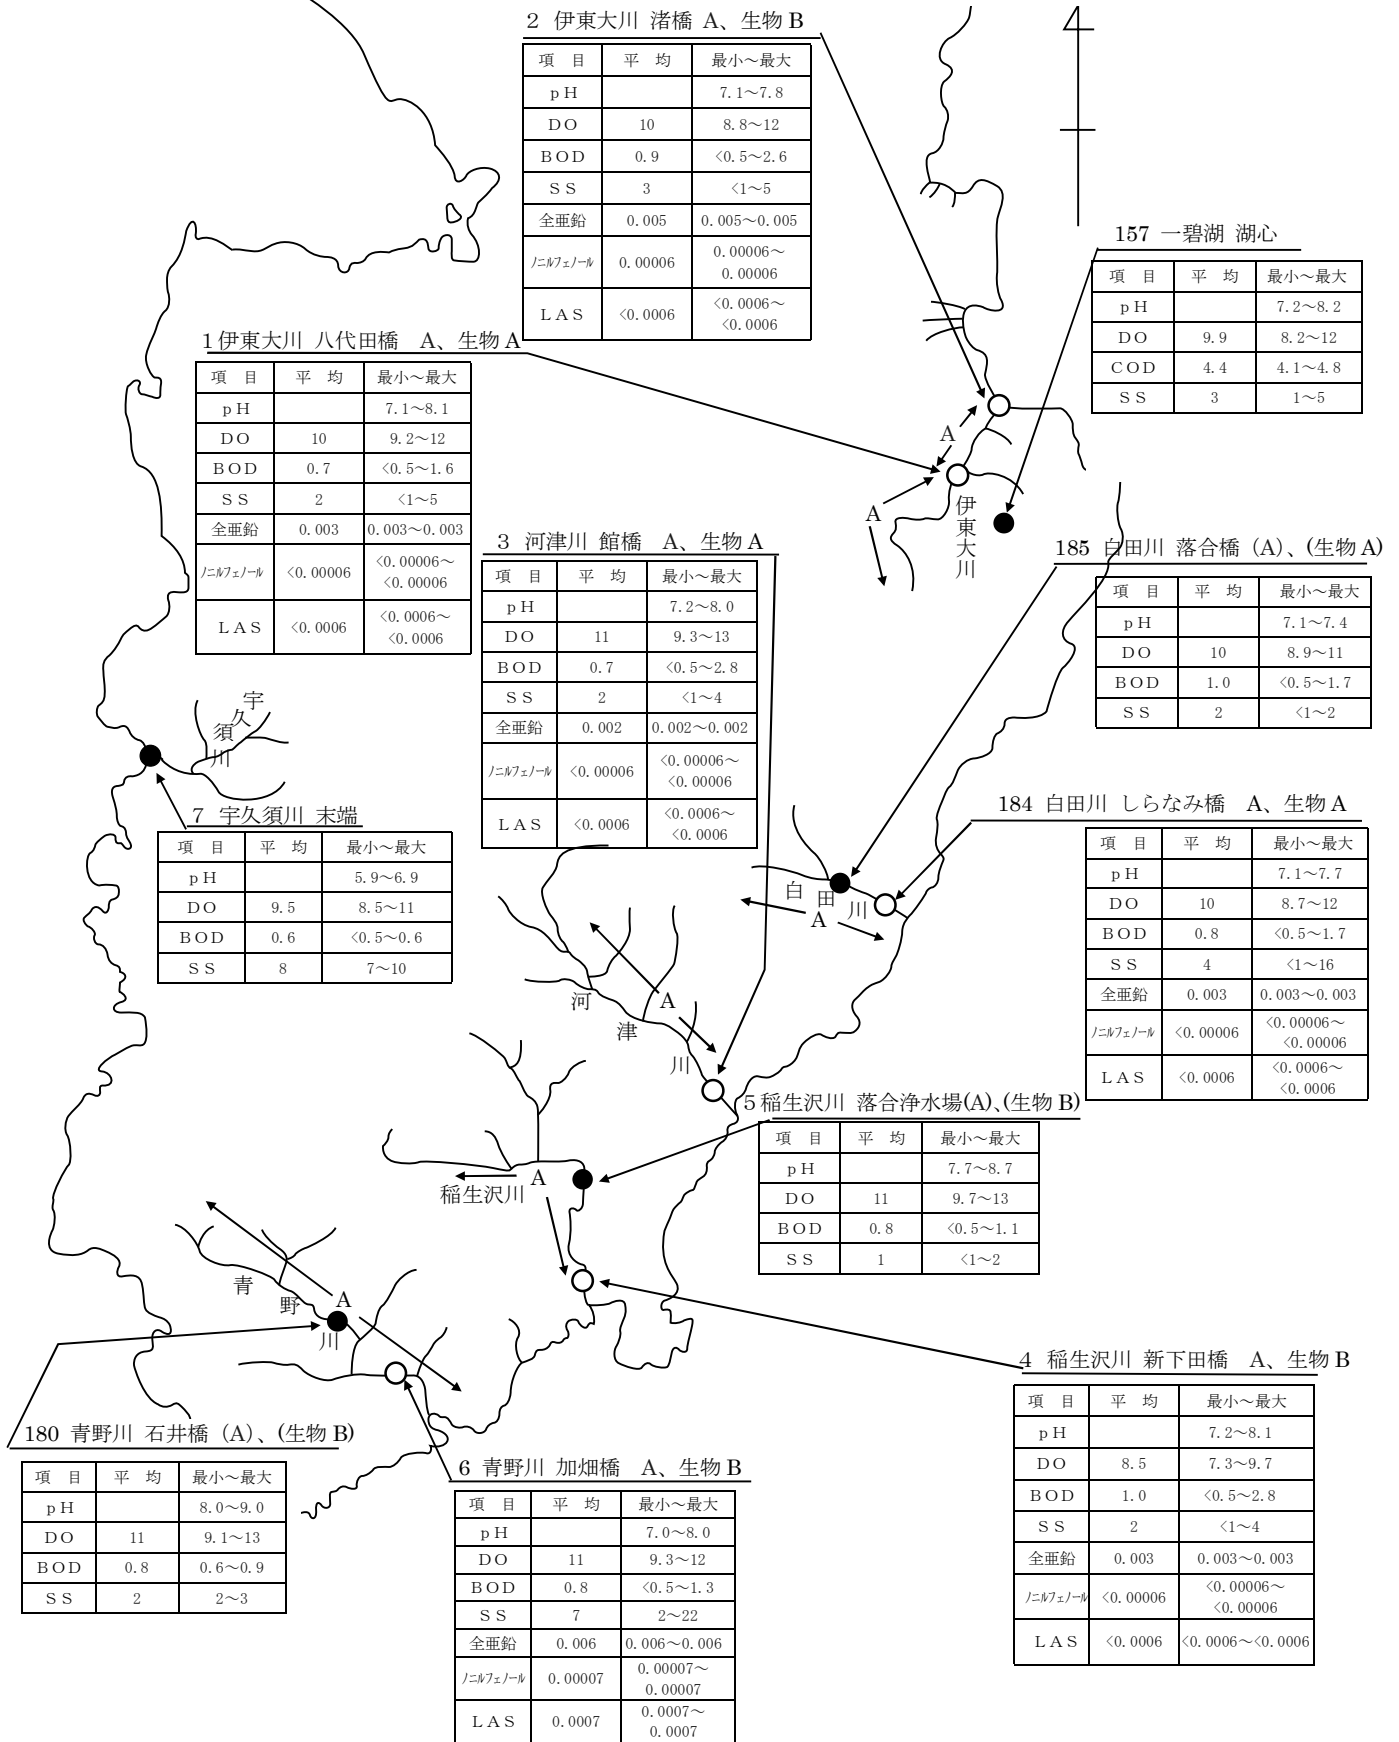 2 伊東大川 渚橋 A、生物 B
項 目 平 均 最小～最大
pH 7.1～7.8
DO 10 8.8～12
BOD 0.9 <0.5～2.6
SS 3 <1～5
全亜鉛 0.005 0.005～0.005
ﾉﾆﾙﾌｪﾉｰﾙ 0.00006 0.00006～
0.00006
LAS <0.0006 <0.0006～
<0.0006
157 一碧湖 湖心
項 目 平 均 最小～最大
pH 7.2～8.2
DO 9.9 8.2～12
COD 4.4 4.1～4.8
SS 3 1～5
1伊東大川 八代田橋 A、生物 A
項 目 平 均 最小～最大
pH 7.1～8.1
DO 10 9.2～12
BOD 0.7 <0.5～1.6
SS 2 <1～5
全亜鉛 0.003 0.003～0.003
ﾉﾆﾙﾌｪﾉｰﾙ <0.00006 <0.00006～
<0.00006
LAS <0.0006 <0.0006～
<0.0006
A
A
伊東大川
3 河津川 館橋 A、生物 A
項 目 平 均 最小～最大
pH 7.2～8.0
DO 11 9.3～13
BOD 0.7 <0.5～2.8
SS 2 <1～4
全亜鉛 0.002 0.002～0.002
ﾉﾆﾙﾌｪﾉｰﾙ <0.00006 <0.00006～
<0.00006
LAS <0.0006 <0.0006～
<0.0006
185 白田川 落合橋（A）、(生物 A)
項 目 平 均 最小～最大
pH 7.1～7.4
DO 10 8.9～11
BOD 1.0 <0.5～1.7
SS 2 <1～2
宇久須川
7 宇久須川 末端
項 目 平 均 最小～最大
pH 5.9～6.9
DO 9.5 8.5～11
BOD 0.6 <0.5～0.6
SS 8 7～10
184 白田川 しらなみ橋 A、生物 A
項 目 平 均 最小～最大
pH 7.1～7.7
DO 10 8.7～12
BOD 0.8 <0.5～1.7
SS 4 <1～16
全亜鉛 0.003 0.003～0.003
ﾉﾆﾙﾌｪﾉｰﾙ <0.00006 <0.00006～
<0.00006
LAS <0.0006 <0.0006～
<0.0006
白田川
A
河津川
A
5稲生沢川 落合浄水場(A)、(生物 B)
項 目 平 均 最小～最大
pH 7.7～8.7
DO 11 9.7～13
BOD 0.8 <0.5～1.1
SS 1 <1～2
A
稲生沢川
青野川
A
4 稲生沢川 新下田橋 A、生物 B
項 目 平 均 最小～最大
pH 7.2～8.1
DO 8.5 7.3～9.7
BOD 1.0 <0.5～2.8
SS 2 <1～4
全亜鉛 0.003 0.003～0.003
ﾉﾆﾙﾌｪﾉｰﾙ <0.00006 <0.00006～
<0.00006
LAS <0.0006 <0.0006～<0.0006
180 青野川 石井橋（A）、(生物 B)
項 目 平 均 最小～最大
pH 8.0～9.0
DO 11 9.1～13
BOD 0.8 0.6～0.9
SS 2 2～3
6 青野川 加畑橋 A、生物 B
項 目 平 均 最小～最大
pH 7.0～8.0
DO 11 9.3～12
BOD 0.8 <0.5～1.3
SS 7 2～22
全亜鉛 0.006 0.006～0.006
ﾉﾆﾙﾌｪﾉｰﾙ 0.00007 0.00007～
0.00007
LAS 0.0007 0.0007～
0.0007